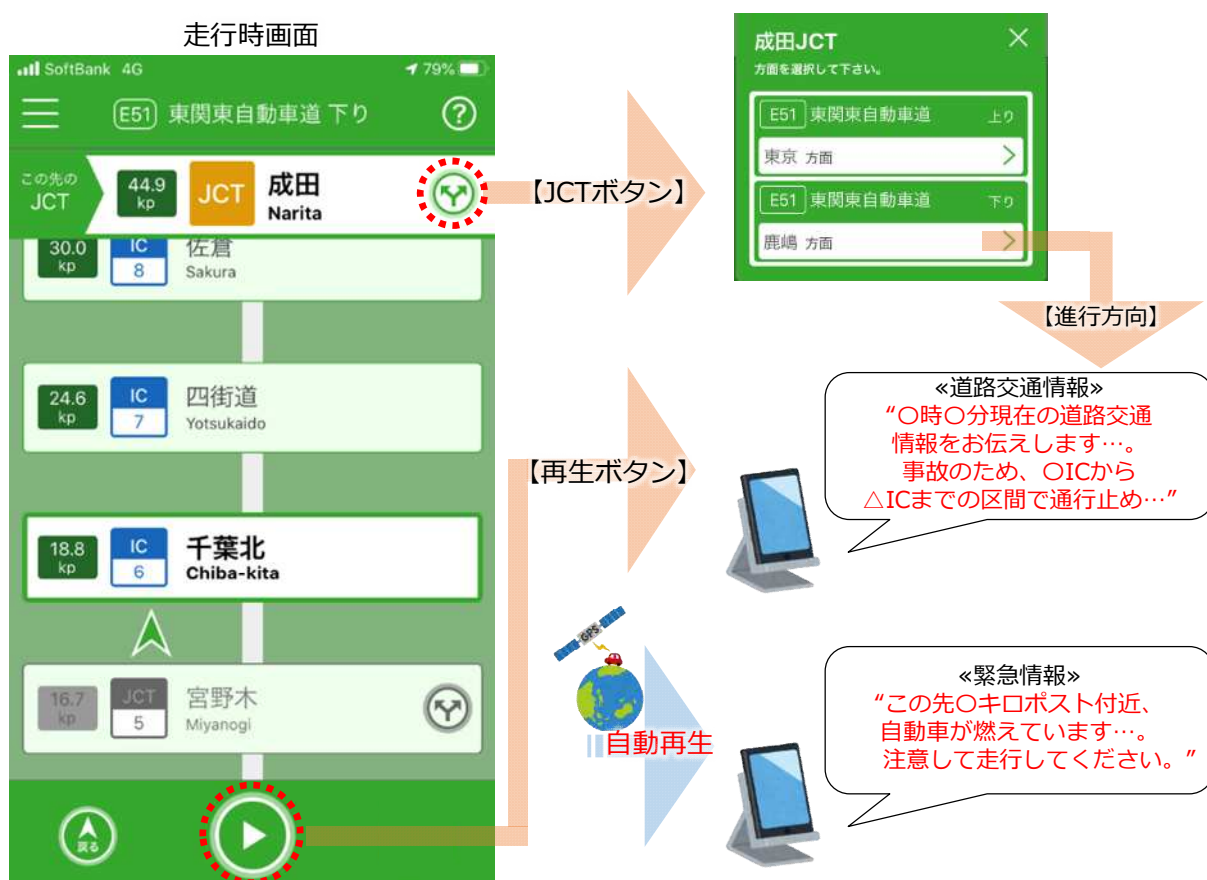 走行時画面
SoftBank 4G
79%
E51 東関東自動車道 下り
?
この先の
JCT
44.9
kp
JCT
成田
Narita
30.0
kp
IC
8
佐倉
Sakura
24.6
kp
IC
7
四街道
Yotsukaido
18.8
kp
IC
6
千葉北
Chiba-kita
16.7
kp
JCT
5
宮野木
Miyanogi
戻る
【JCTボタン】
成田JCT
×
方面を選択して下さい。
E51 東関東自動車道 上り
東京 方面
E51 東関東自動車道 下り
鹿嶋 方面
【進行方向】
【再生ボタン】
≪道路交通情報≫
“〇時〇分現在の道路交通
情報をお伝えします…。
事故のため、〇ICから
△ICまでの区間で通行止め…”
GPS
自動再生
≪緊急情報≫
“この先〇キロポスト付近、
自動車が燃えています…。
注意して走行してください。”